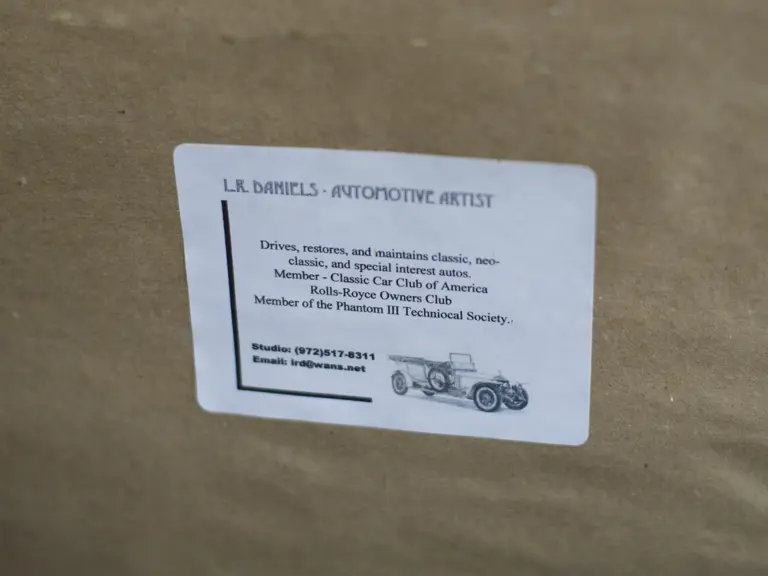 L.R. DANIELS - AUTOMOTIVE ARTIST
Drives, restores, and maintains classic, neo-
classic, and special interest autos.
Member - Classic Car Club of America
Rolls-Royce Owners Club
Member of the Phantom III Techniocal Society.
Studio: (972)517-8311
Email: lrd@wans.net